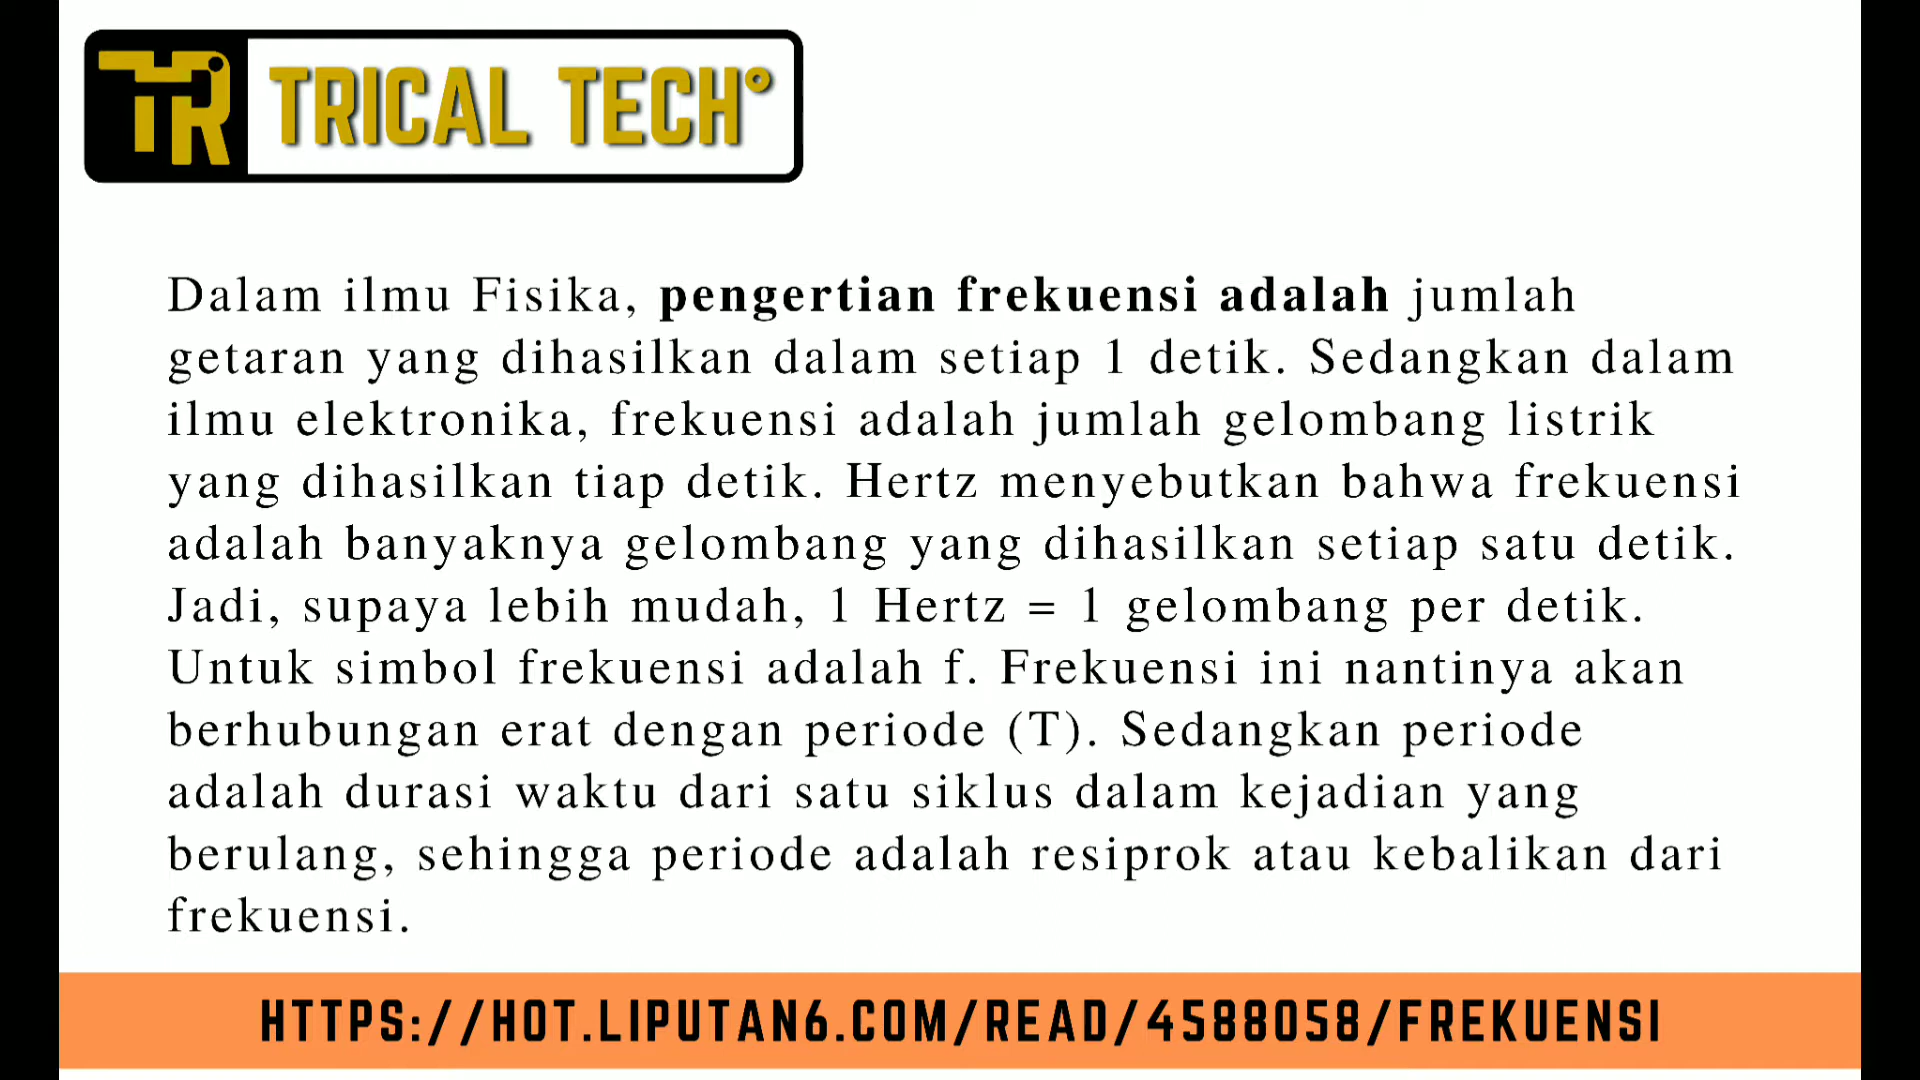 TR TRICAL TECH°
Dalam ilmu Fisika, pengertian frekuensi adalah jumlah
getaran yang dihasilkan dalam setiap 1 detik. Sedangkan dalam
ilmu elektronika, frekuensi adalah jumlah gelombang listrik
yang dihasilkan tiap detik. Hertz menyebutkan bahwa frekuensi
adalah banyaknya gelombang yang dihasilkan setiap satu detik.
Jadi, supaya lebih mudah, 1 Hertz = 1 gelombang per detik.
Untuk simbol frekuensi adalah f. Frekuensi ini nantinya akan
berhubungan erat dengan periode (T). Sedangkan periode
adalah durasi waktu dari satu siklus dalam kejadian yang
berulang, sehingga periode adalah resiprok atau kebalikan dari
frekuensi.
HTTPS://HOT.LIPUTAN6.COM/READ/4588058/FREKUENSI